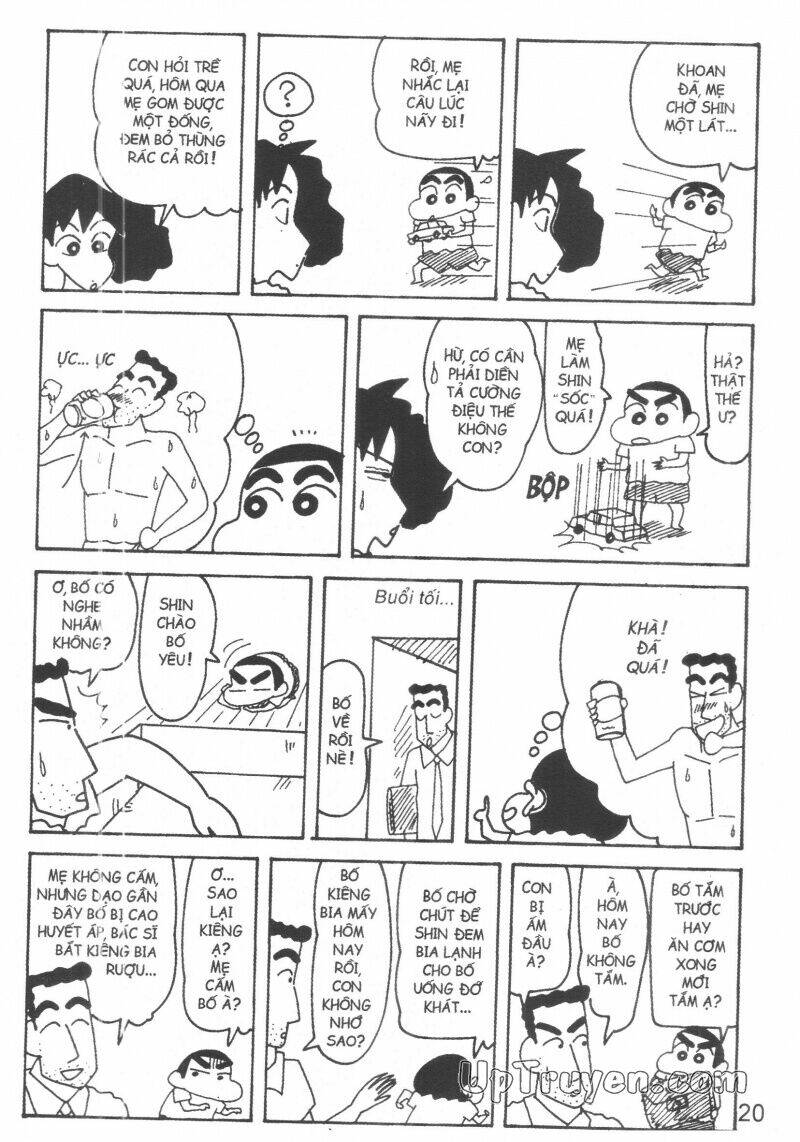 KHOAN
ĐÃ, MẸ
CHỜ SHIN
MỘT LÁT...
RỒI, MẸ
NHẮC LẠI
CÂU LÚC
NÃY ĐI!
?
CON HỎI TRỄ
QUÁ, HÔM QUA
MẸ GOM ĐƯỢC
MỘT ĐỐNG,
ĐEM BỎ THÙNG
RÁC CẢ RỒI!
HẢ?
THẬT
THẾ
Ư?
MẸ
LÀM
SHIN
"SỐC"
QUÁ!
BỘP
HỪ, CÓ CẦN
PHẢI DIỄN
TẢ CƯỜNG
ĐIỆU THẾ
KHÔNG
CON?
ỰC... ỰC
KHÀ!
ĐÃ
QUÁ!
Buổi tối...
BỐ
VỀ
RỒI
NÈ!
SHIN
CHÀO
BỐ
YÊU!
Ơ, BỐ CÓ
NGHE
NHẦM
KHÔNG?
BỐ TẮM
TRƯỚC
HAY
ĂN CƠM
XONG
MỚI
TẮM Ạ?
À,
HÔM
NAY
BỐ
KHÔNG
TẮM.
CON
BỊ
ẤM
ĐẦU
À?
BỐ CHỜ
CHÚT ĐỂ
SHIN ĐEM
BIA LẠNH
CHO BỐ
UỐNG ĐỠ
KHÁT...
BỐ
KIÊNG
BIA MẤY
HÔM
NAY
RỒI,
CON
KHÔNG
NHỚ
SAO?
Ơ...
SAO
LẠI
KIÊNG
Ạ?
MẸ
CẤM
BỐ À?
MẸ KHÔNG CẤM,
NHƯNG DẠO GẦN
ĐÂY BỐ BỊ CAO
HUYẾT ÁP, BÁC SĨ
BẮT KIÊNG BIA
RƯỢU...
UpTruyen.com
20